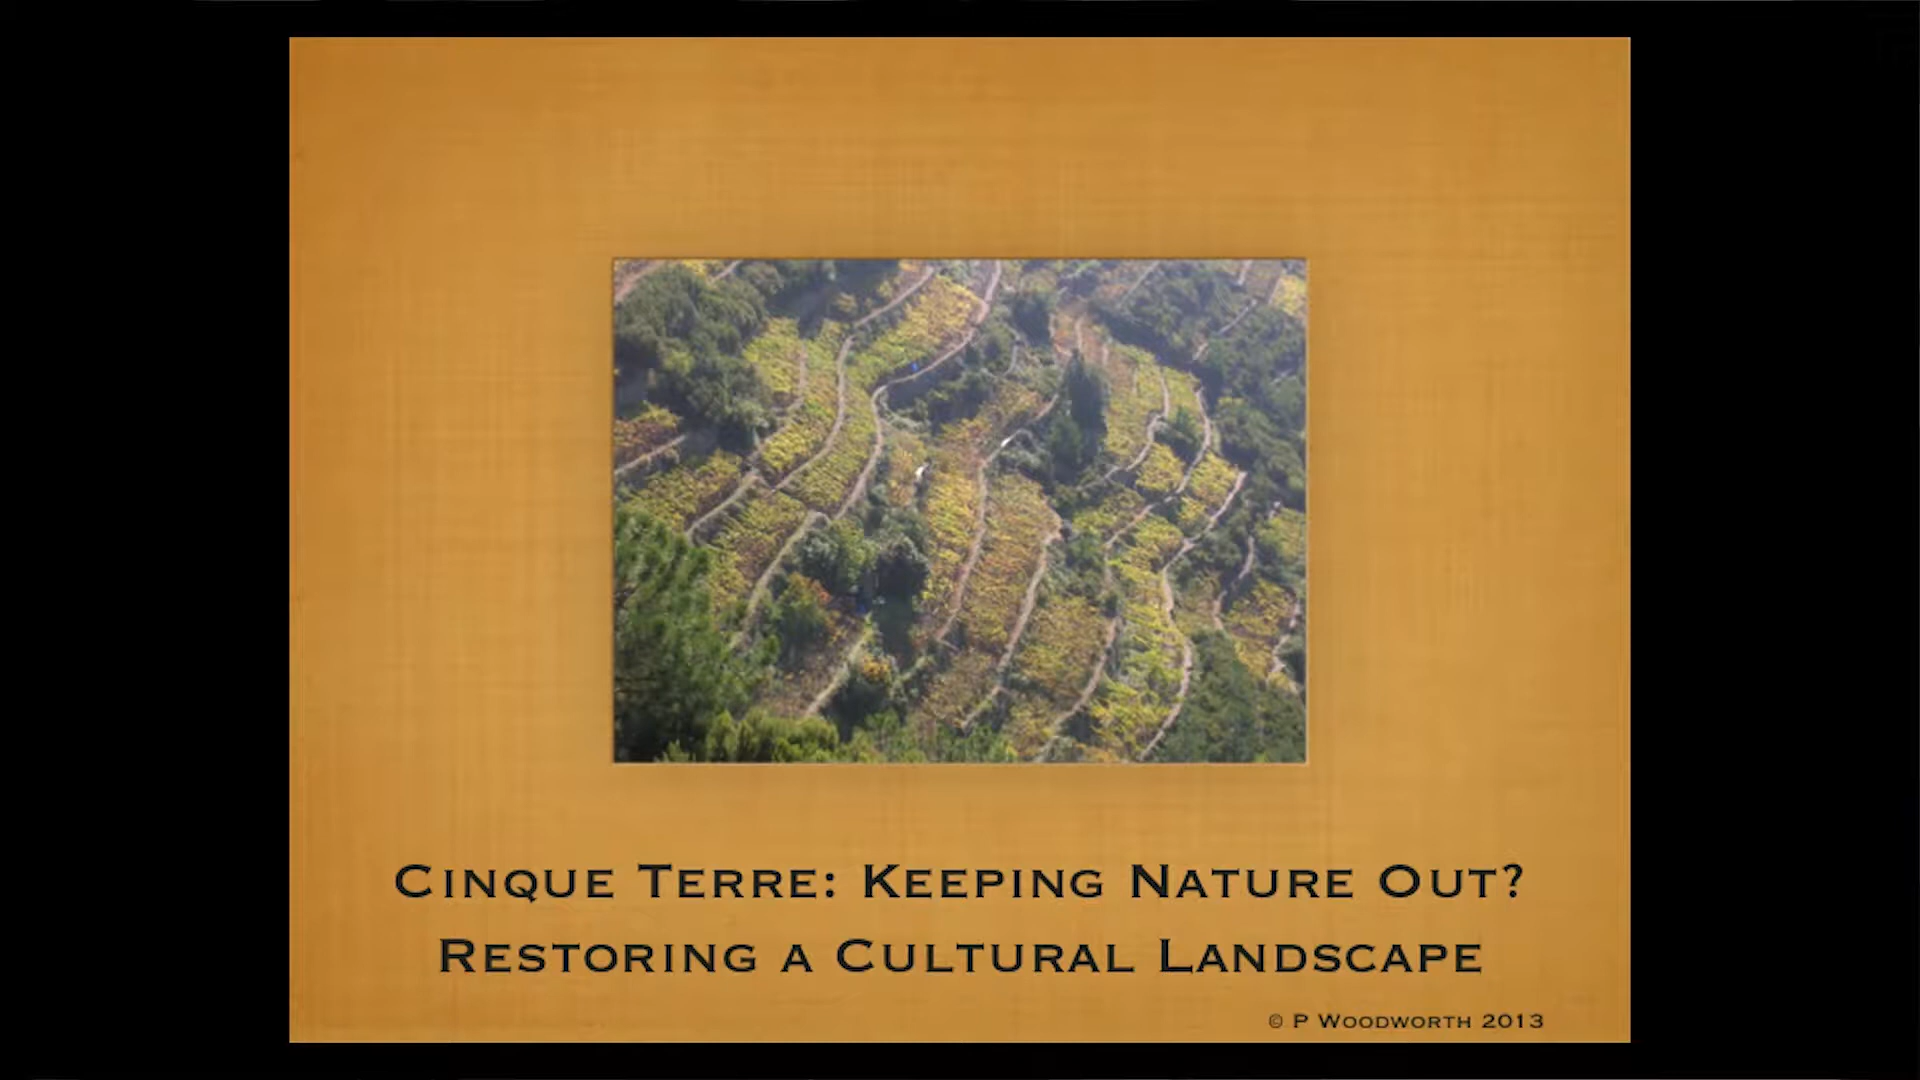 Cinque Terre: Keeping Nature Out?
Restoring a Cultural Landscape
© P Woodworth 2013